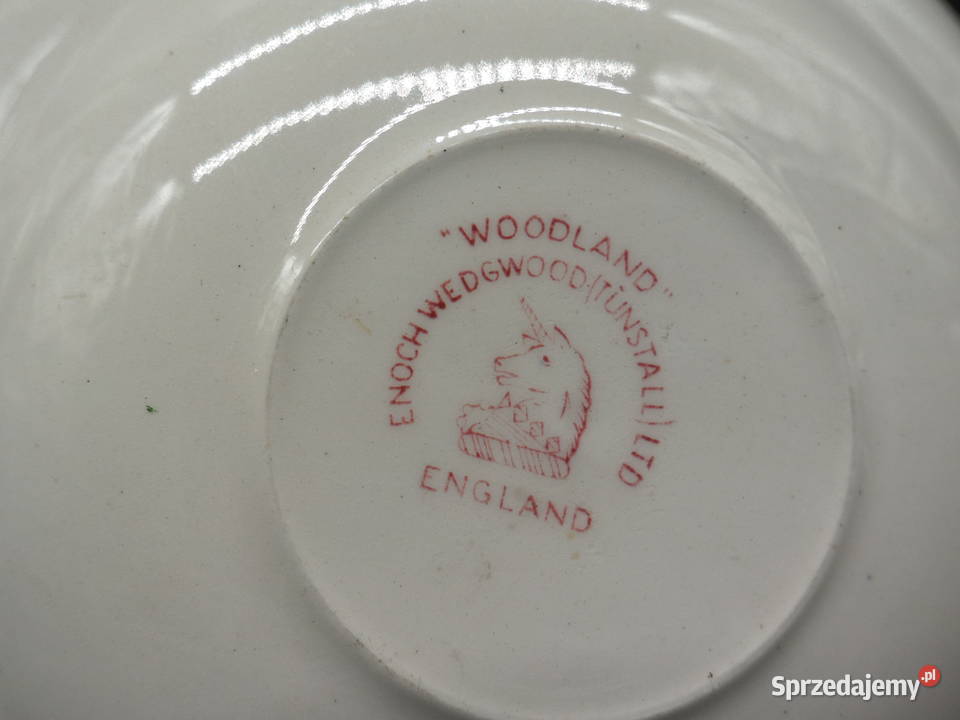 "WOODLAND"
ENOCH WEDGWOOD (TUNSTALL) LTD
ENGLAND
Sprzedajemy.pl